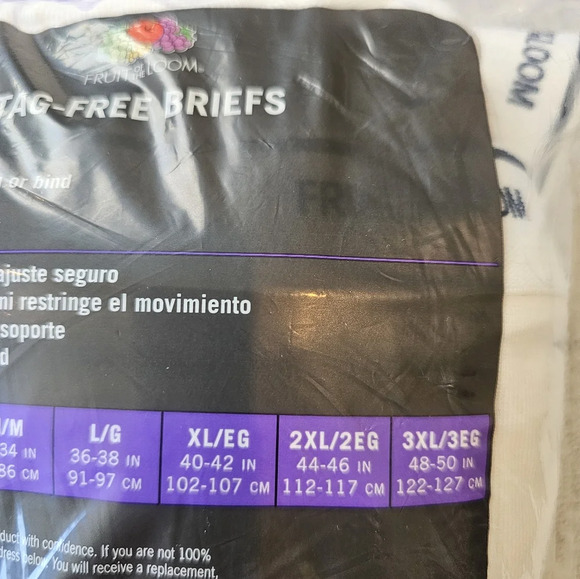 FRUIT OF THE LOOM
TAG-FREE BRIEFS
or bind
LOOM
ajuste seguro
ni restringe el movimiento
soporte
d
/M L/G XL/EG 2XL/2EG 3XL/3EG
34 IN 36-38 IN 40-42 IN 44-46 IN 48-50 IN
86 CM 91-97 CM 102-107 CM 112-117 CM 122-127 CM
duct with confidence. If you are not 100%
dress below. You will receive a replacement,